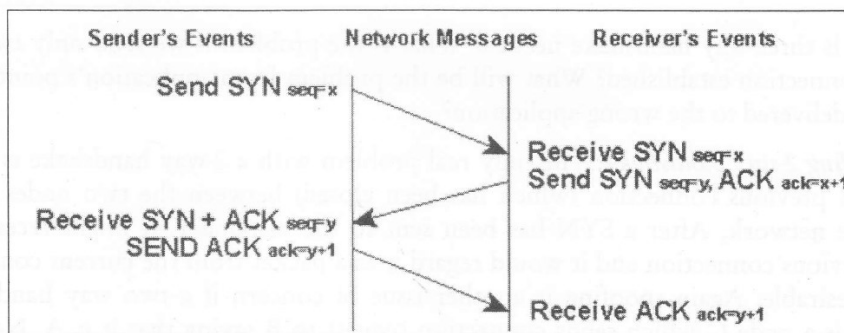 Sender's Events Network Messages Receiver's Events
Send SYN seq=x
Receive SYN seq=x
Send SYN seq=y, ACK ack=x+1
Receive SYN + ACK seq=y
SEND ACK ack=y+1
Receive ACK ack=y+1